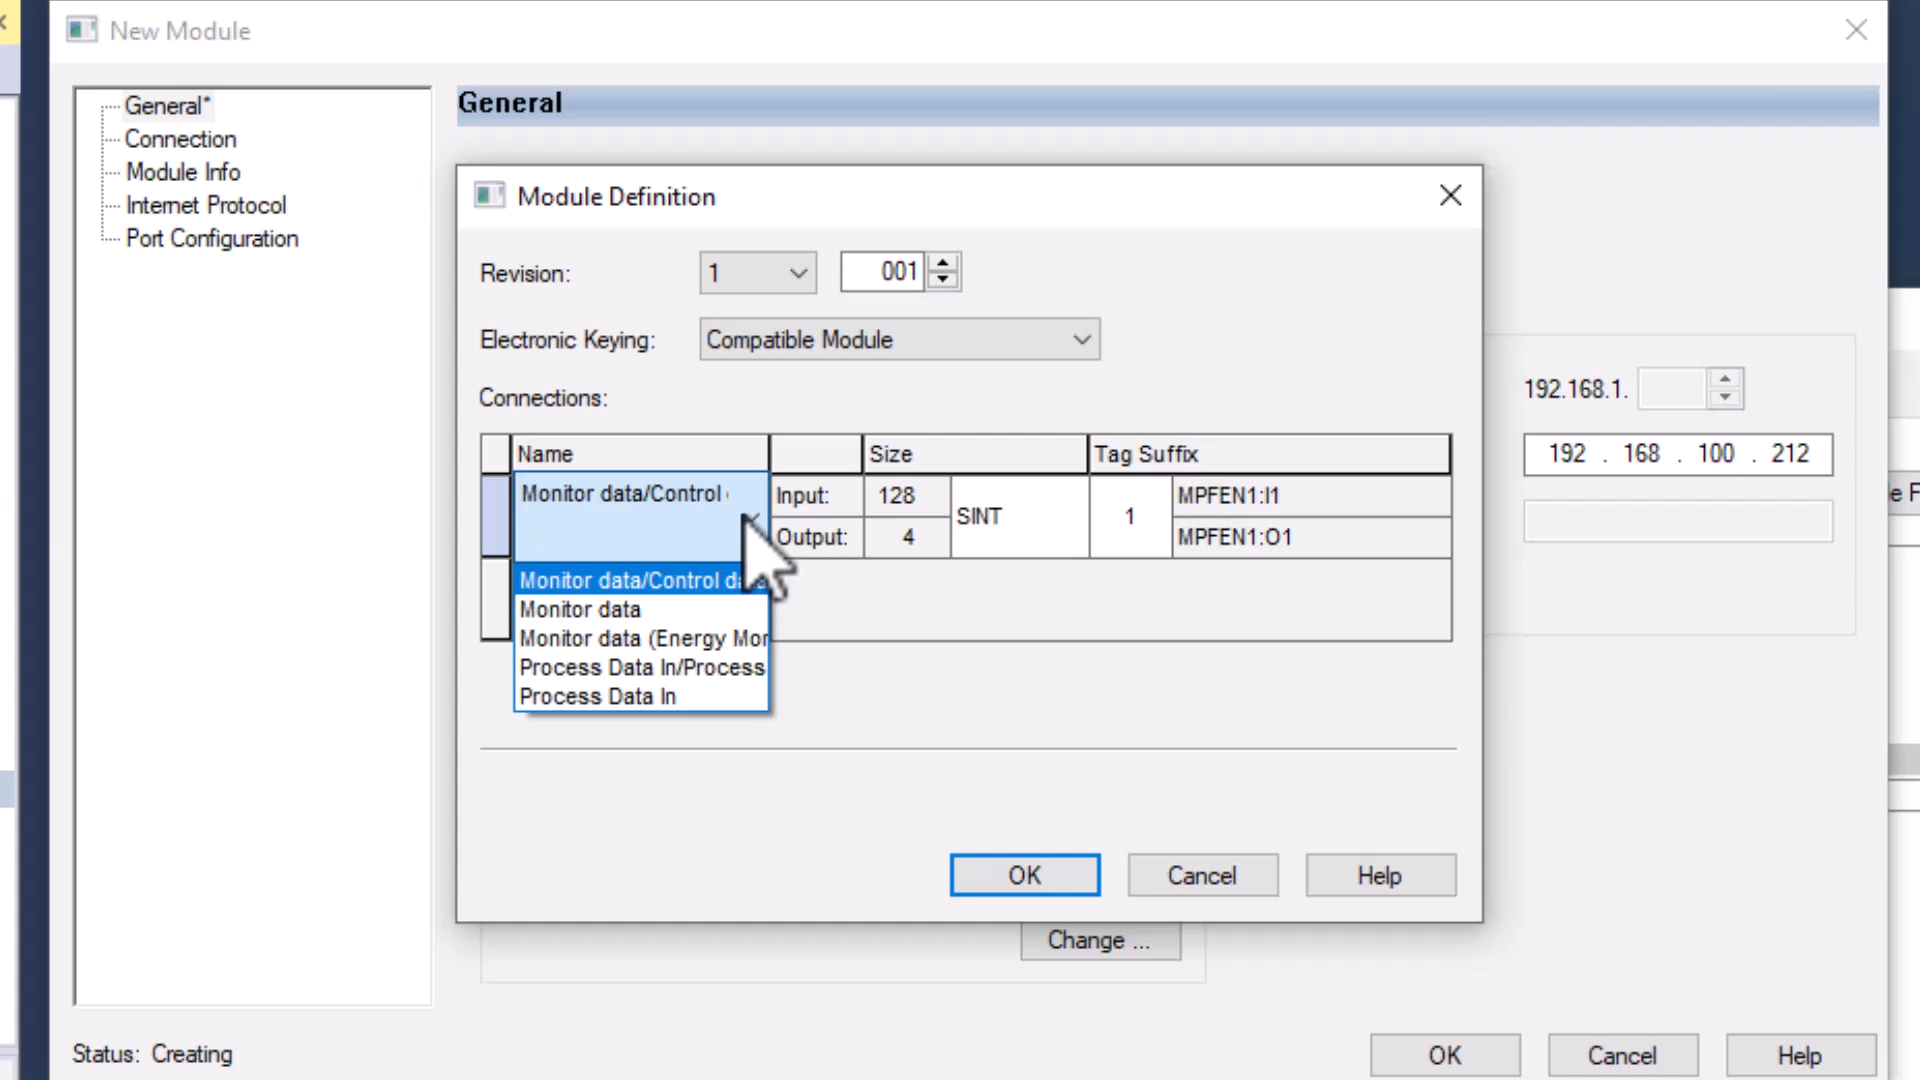 New Module
General*
Connection
Module Info
Internet Protocol
Port Configuration
General
Module Definition
Revision:
1
001
Electronic Keying:
Compatible Module
Connections:
Name
Size
Tag Suffix
Monitor data/Control
Input:
128
SINT
1
MPFEN1:I1
Output:
4
MPFEN1:O1
Monitor data/Control data
Monitor data
Monitor data (Energy Mor
Process Data In/Process
Process Data In
OK
Cancel
Help
192.168.1.
192 . 168 . 100 . 212
Change ...
Status: Creating
OK
Cancel
Help